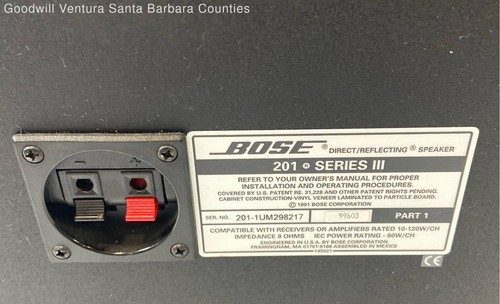 Goodwill Ventura Santa Barbara Counties
BOSE® DIRECT/REFLECTING® SPEAKER
201 ® SERIES III
REFER TO YOUR OWNER'S MANUAL FOR PROPER
INSTALLATION AND OPERATING PROCEDURES.
COVERED BY U.S. PATENT RE. 31,228 AND OTHER PATENT RIGHTS PENDING.
CABINET CONSTRUCTION-VINYL VENEER LAMINATED TO PARTICLE BOARD.
© 1991 BOSE CORPORATION
SER. NO. 201-1UM298217 99603 PART 1
COMPATIBLE WITH RECEIVERS OR AMPLIFIERS RATED 10-120W/CH
IMPEDANCE 8 OHMS IEC POWER RATING - 60W/CH
ENGINEERED IN U.S.A. BY BOSE CORPORATION
FRAMINGHAM, MA 01701-9168 ASSEMBLED IN MEXICO
CE